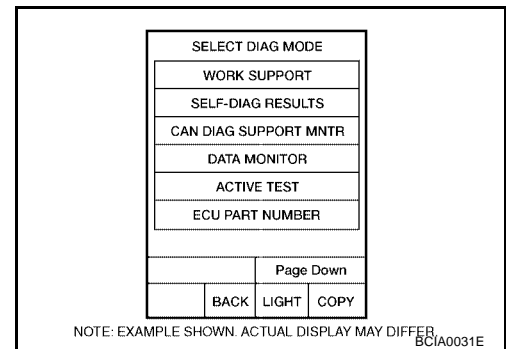 SELECT DIAG MODE
WORK SUPPORT
SELF-DIAG RESULTS
CAN DIAG SUPPORT MNTR
DATA MONITOR
ACTIVE TEST
ECU PART NUMBER
Page Down
BACK LIGHT COPY
NOTE: EXAMPLE SHOWN. ACTUAL DISPLAY MAY DIFFER.
BCIA0031E